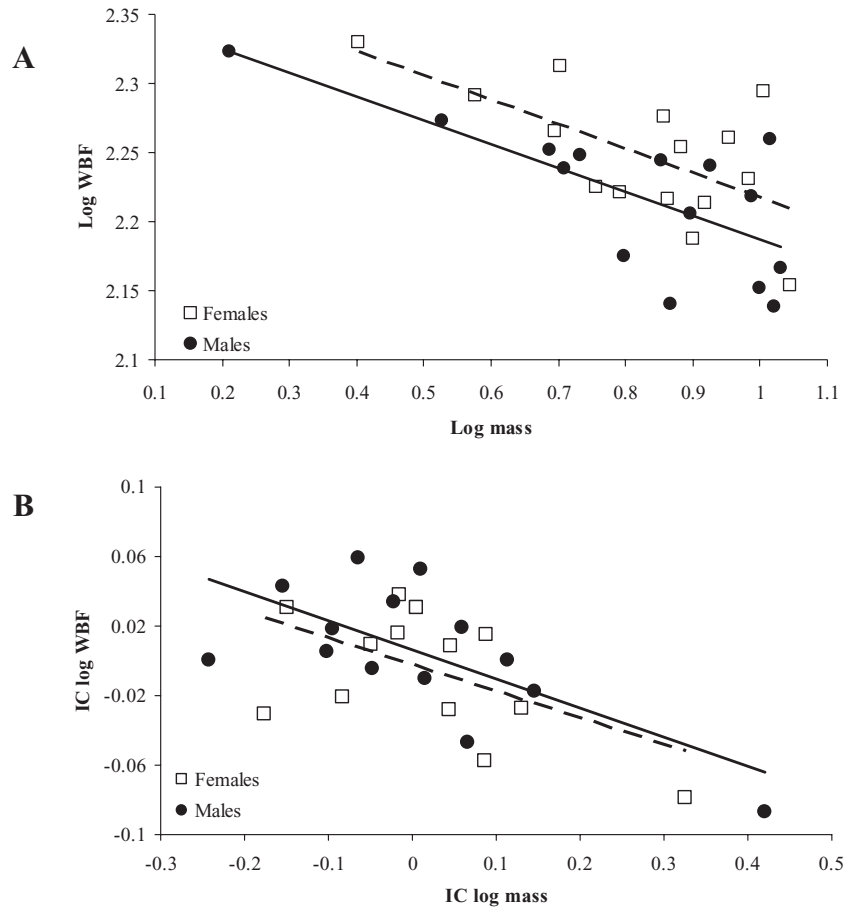 A
2.35
2.3
2.25
2.2
2.15
2.1
Log WBF
Females
Males
0.1 0.2 0.3 0.4 0.5 0.6 0.7 0.8 0.9 1 1.1
Log mass
B
0.1
0.06
0.02
-0.02
-0.06
-0.1
IC log WBF
Females
Males
-0.3 -0.2 -0.1 0 0.1 0.2 0.3 0.4 0.5
IC log mass